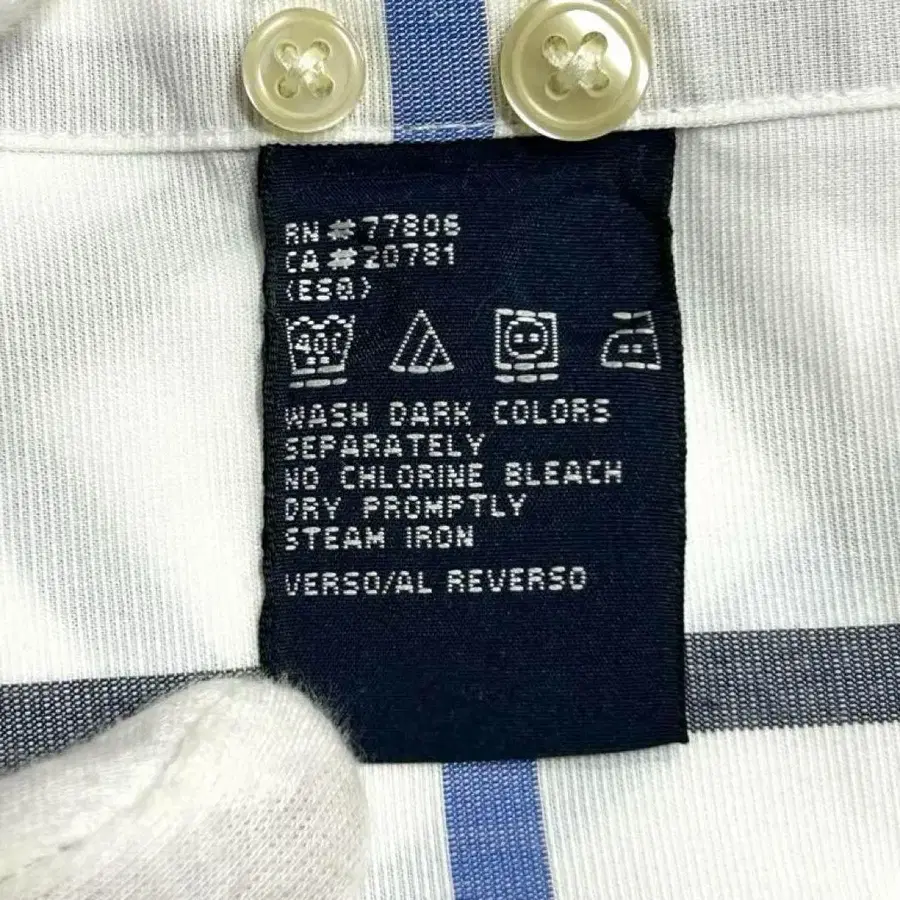 RN #77806
CA #20781
(ESQ)
40C
WASH DARK COLORS
SEPARATELY
NO CHLORINE BLEACH
DRY PROMPTLY
STEAM IRON
VERSO/AL REVERSO